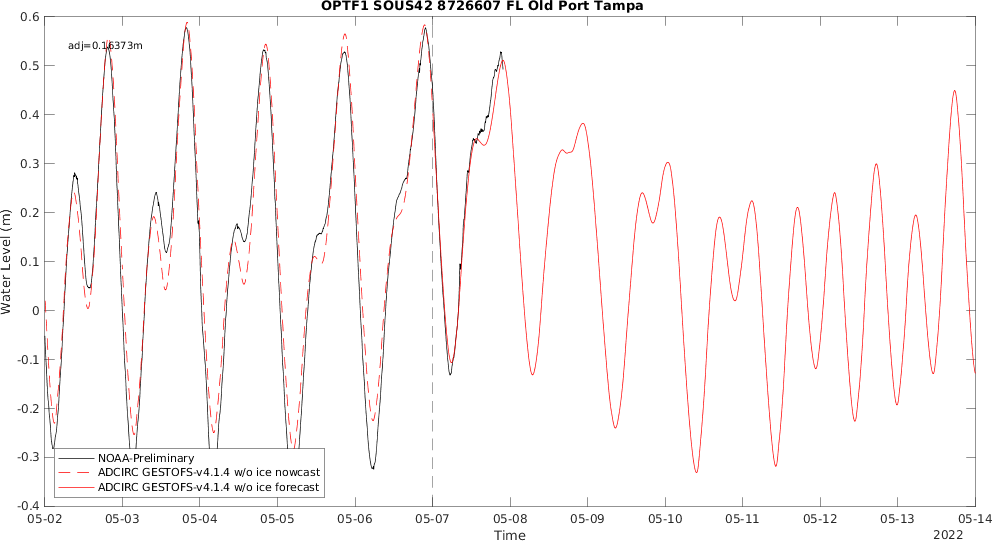 OPTF1 SOUS42 8726607 FL Old Port Tampa
adj=0.16373m
0.6
0.5
0.4
0.3
0.2
0.1
0
-0.1
-0.2
-0.3
-0.4
Water Level (m)
NOAA-Preliminary
ADCIRC GESTOFS-v4.1.4 w/o ice nowcast
ADCIRC GESTOFS-v4.1.4 w/o ice forecast
05-02 05-03 05-04 05-05 05-06 05-07 05-08 05-09 05-10 05-11 05-12 05-13 05-14
Time
2022